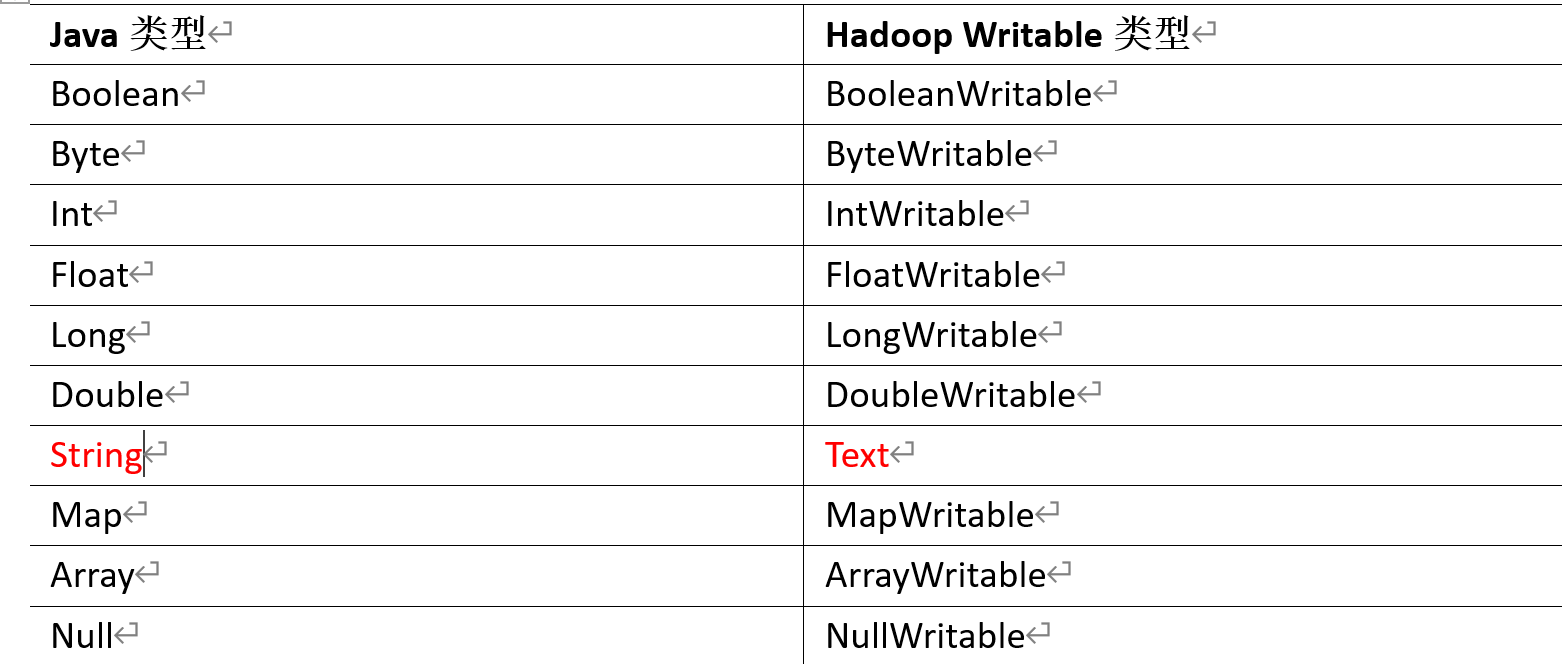 Java 类型 Hadoop Writable 类型
Boolean BooleanWritable
Byte ByteWritable
Int IntWritable
Float FloatWritable
Long LongWritable
Double DoubleWritable
String Text
Map MapWritable
Array ArrayWritable
Null NullWritable